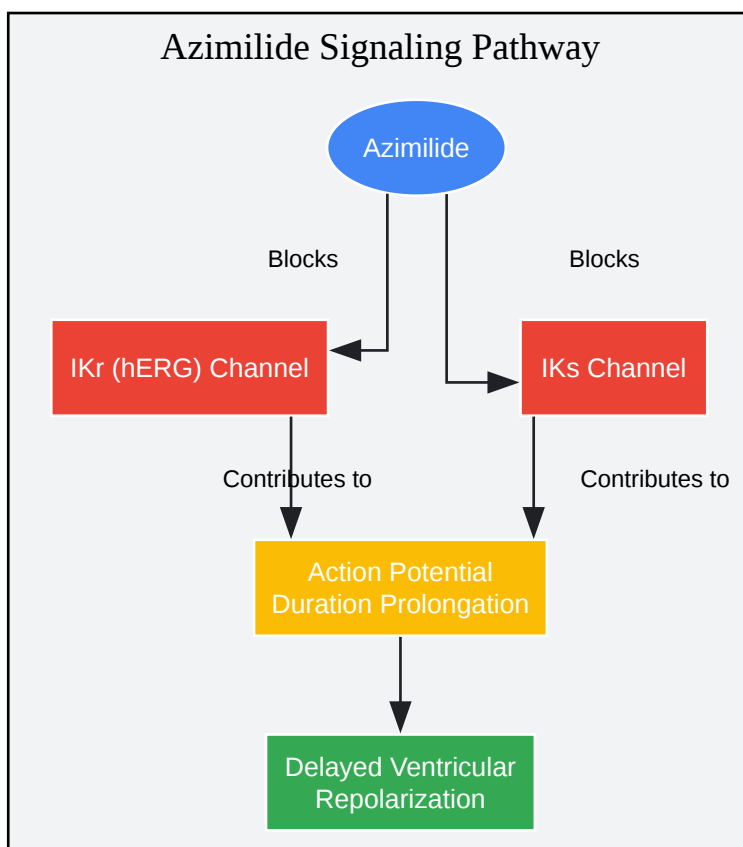 Azimilide Signaling Pathway
Azimilide
Blocks
Blocks
IKr (hERG) Channel
IKs Channel
Contributes to
Contributes to
Action Potential
Duration Prolongation
Delayed Ventricular
Repolarization